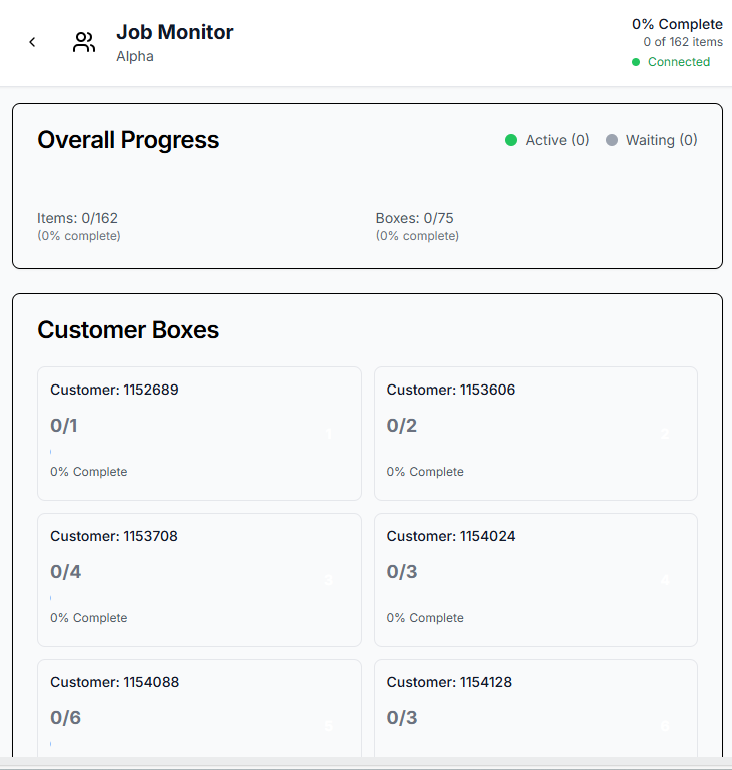 Job Monitor
Alpha
0% Complete
0 of 162 items
Connected
Overall Progress
Active (0)
Waiting (0)
Items: 0/162
(0% complete)
Boxes: 0/75
(0% complete)
Customer Boxes
Customer: 1152689
0/1
1
0% Complete
Customer: 1153606
0/2
2
0% Complete
Customer: 1153708
0/4
3
0% Complete
Customer: 1154024
0/3
4
0% Complete
Customer: 1154088
0/6
5
Customer: 1154128
0/3
6